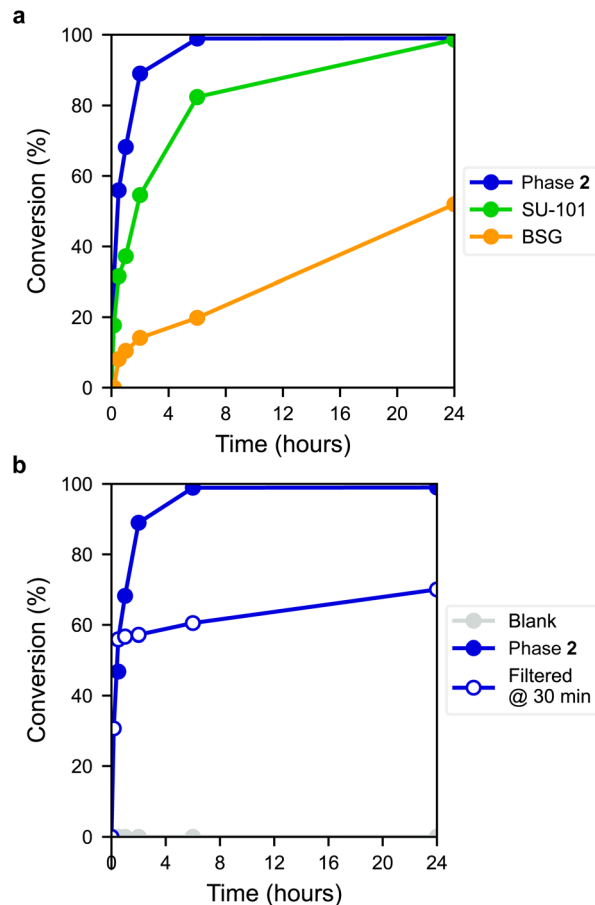 a
100
80
60
40
20
0
Conversion (%)
0 4 8 12 16 20 24
Time (hours)
Phase 2
SU-101
BSG
b
100
80
60
40
20
0
Conversion (%)
0 4 8 12 16 20 24
Time (hours)
Blank
Phase 2
Filtered
@ 30 min